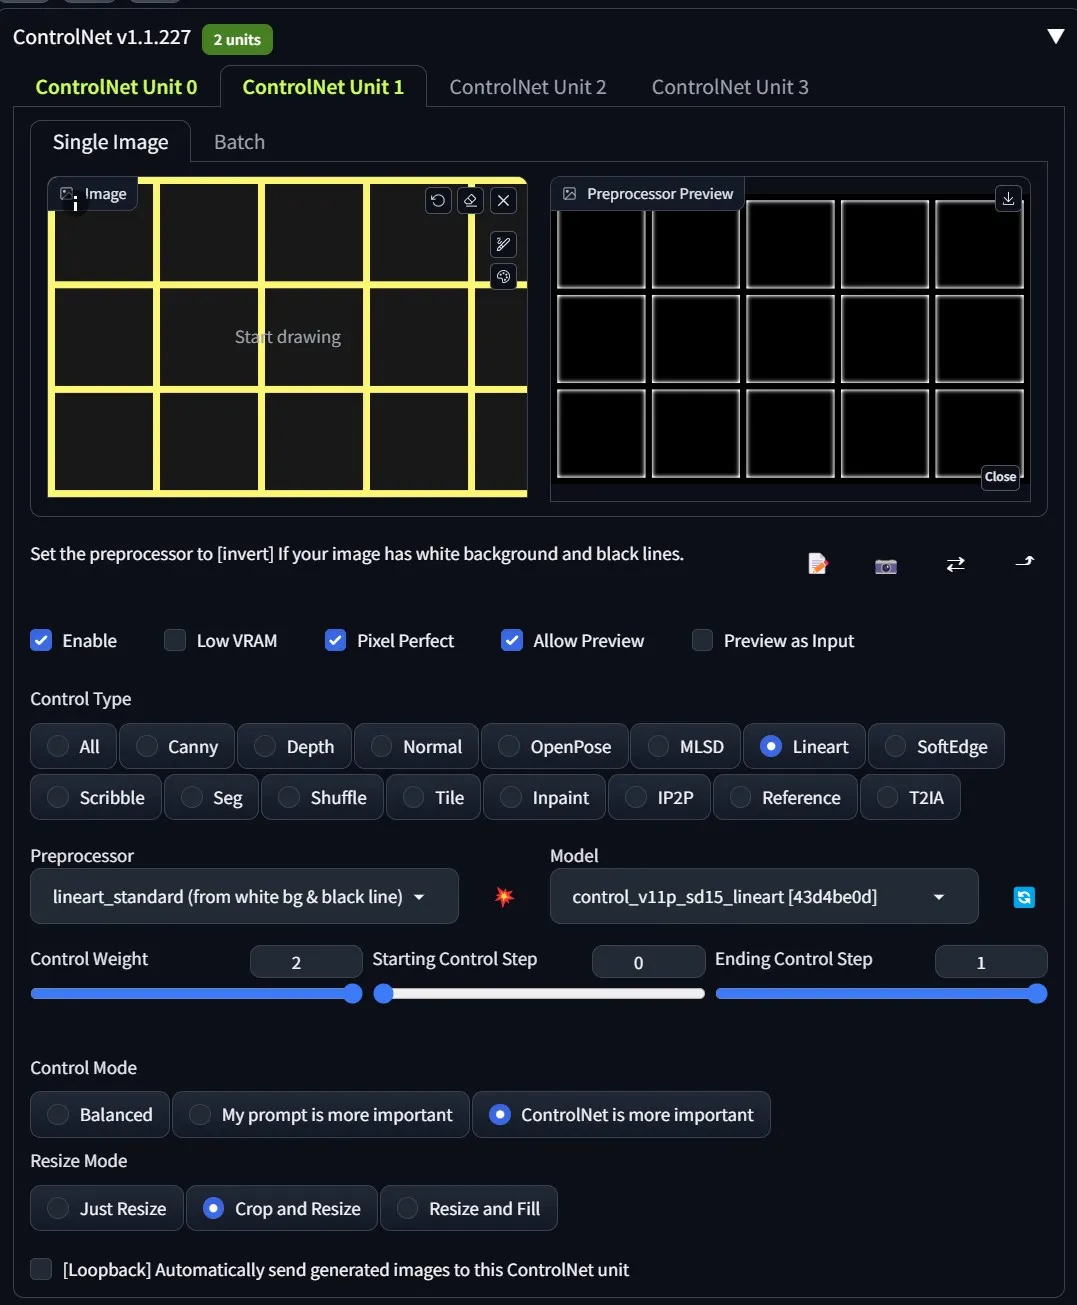 ControlNet v1.1.227 2 units
ControlNet Unit 0 ControlNet Unit 1 ControlNet Unit 2 ControlNet Unit 3
Single Image Batch
Image
Start drawing
Preprocessor Preview
Close
Set the preprocessor to [invert] If your image has white background and black lines.
Enable Low VRAM Pixel Perfect Allow Preview Preview as Input
Control Type
All Canny Depth Normal OpenPose MLSD Lineart SoftEdge
Scribble Seg Shuffle Tile Inpaint IP2P Reference T2IA
Preprocessor Model
lineart_standard (from white bg & black line) control_v11p_sd15_lineart [43d4be0d]
Control Weight 2 Starting Control Step 0 Ending Control Step 1
Control Mode
Balanced My prompt is more important ControlNet is more important
Resize Mode
Just Resize Crop and Resize Resize and Fill
[Loopback] Automatically send generated images to this ControlNet unit